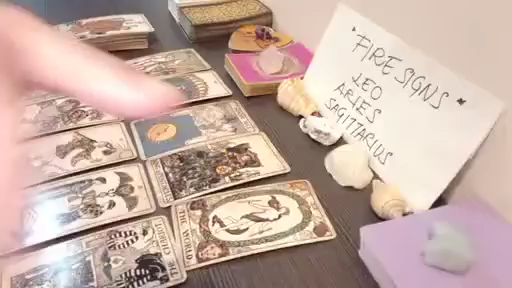 "FIRE SIGNS"
LEO
ARIES
SAGITTARIUS
THE WORLD